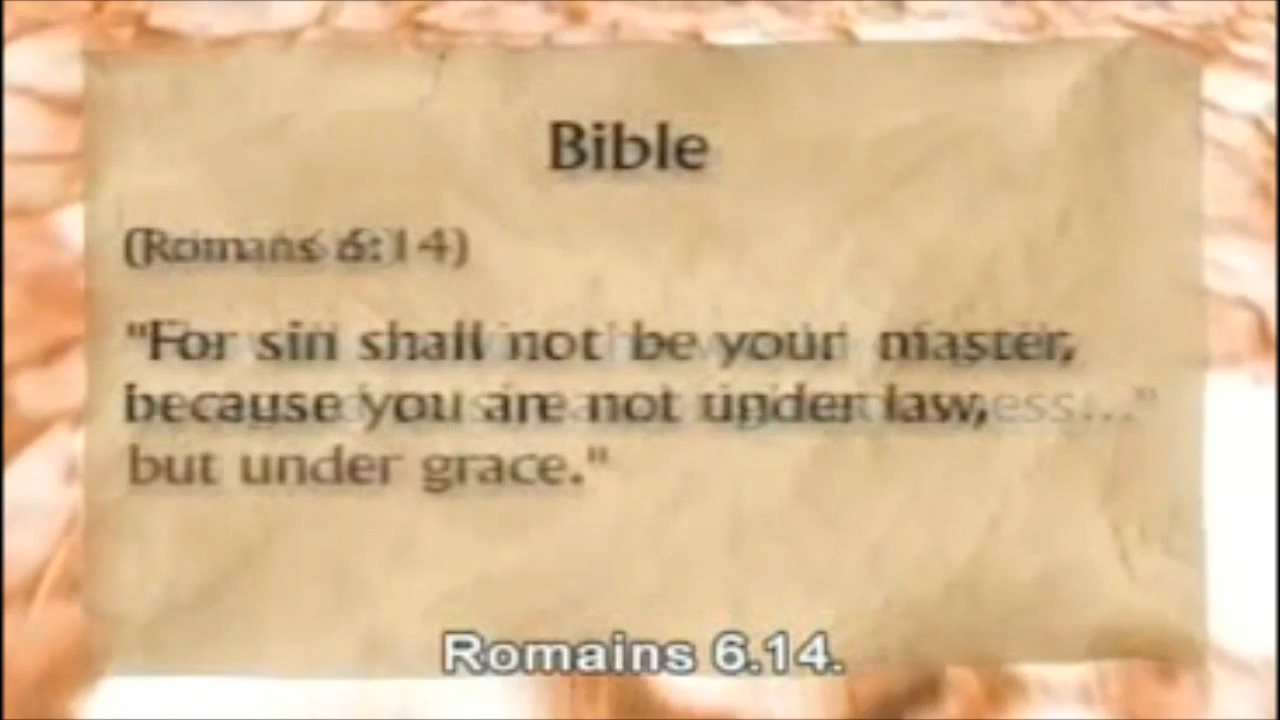 Bible
(Romans 6:14)
"For sin shall not be your master,
because you are not under law,
but under grace."
Romains 6.14.